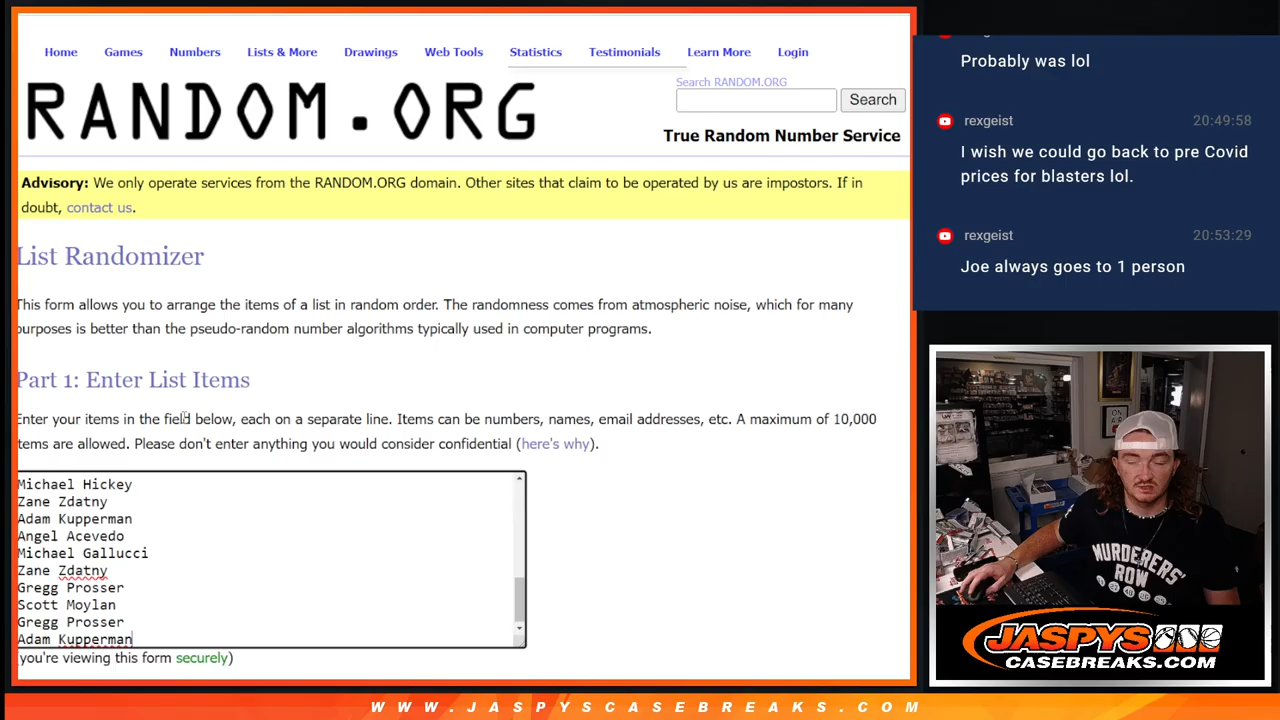 Home Games Numbers Lists & More Drawings Web Tools Statistics Testimonials Learn More Login
RANDOM.ORG
Search RANDOM.ORG
Search
True Random Number Service
Advisory: We only operate services from the RANDOM.ORG domain. Other sites that claim to be operated by us are impostors. If in
doubt, contact us.
List Randomizer
This form allows you to arrange the items of a list in random order. The randomness comes from atmospheric noise, which for many
purposes is better than the pseudo-random number algorithms typically used in computer programs.
Part 1: Enter List Items
Enter your items in the field below, each on a separate line. Items can be numbers, names, email addresses, etc. A maximum of 10,000
items are allowed. Please don't enter anything you would consider confidential (here's why).
Michael Hickey
Zane Zdatny
Adam Kupperman
Angel Acevedo
Michael Gallucci
Zane Zdatny
Gregg Prosser
Scott Moylan
Gregg Prosser
Adam Kupperman
(you're viewing this form securely)
Probably was lol
rexgeist 20:49:58
I wish we could go back to pre Covid
prices for blasters lol.
rexgeist 20:53:29
Joe always goes to 1 person
MURDERERS'
ROW
JASPYS
CASEBREAKS.COM
WWW.JASPYSCASEBREAKS.COM